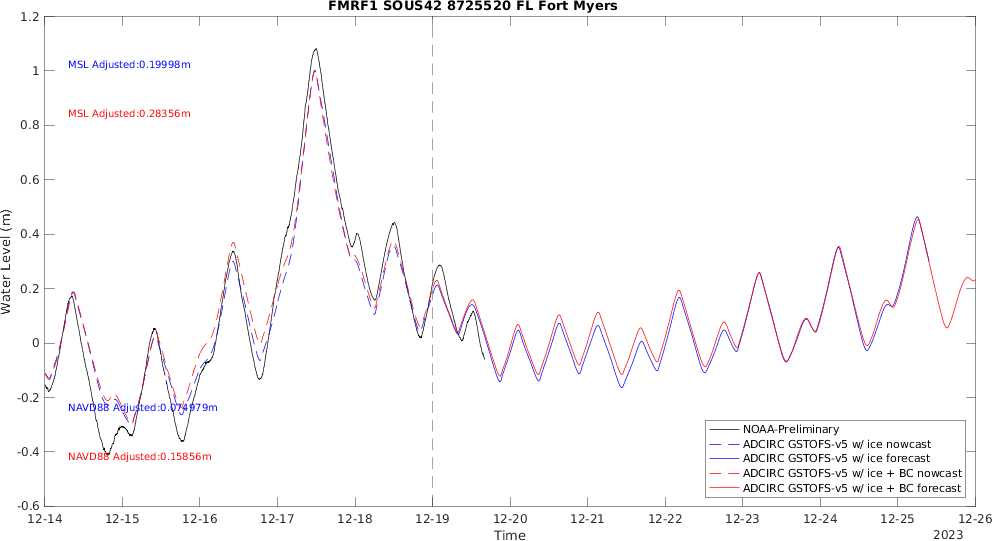 FMRF1 SOUS42 8725520 FL Fort Myers
1.2
1
0.8
0.6
0.4
0.2
0
-0.2
-0.4
-0.6
Water Level (m)
MSL Adjusted:0.19998m
MSL Adjusted:0.28356m
NAVD88 Adjusted:0.074979m
NAVD88 Adjusted:0.15856m
NOAA-Preliminary
ADCIRC GSTOFS-v5 w/ ice nowcast
ADCIRC GSTOFS-v5 w/ ice forecast
ADCIRC GSTOFS-v5 w/ ice + BC nowcast
ADCIRC GSTOFS-v5 w/ ice + BC forecast
12-14 12-15 12-16 12-17 12-18 12-19 12-20 12-21 12-22 12-23 12-24 12-25 12-26
Time
2023